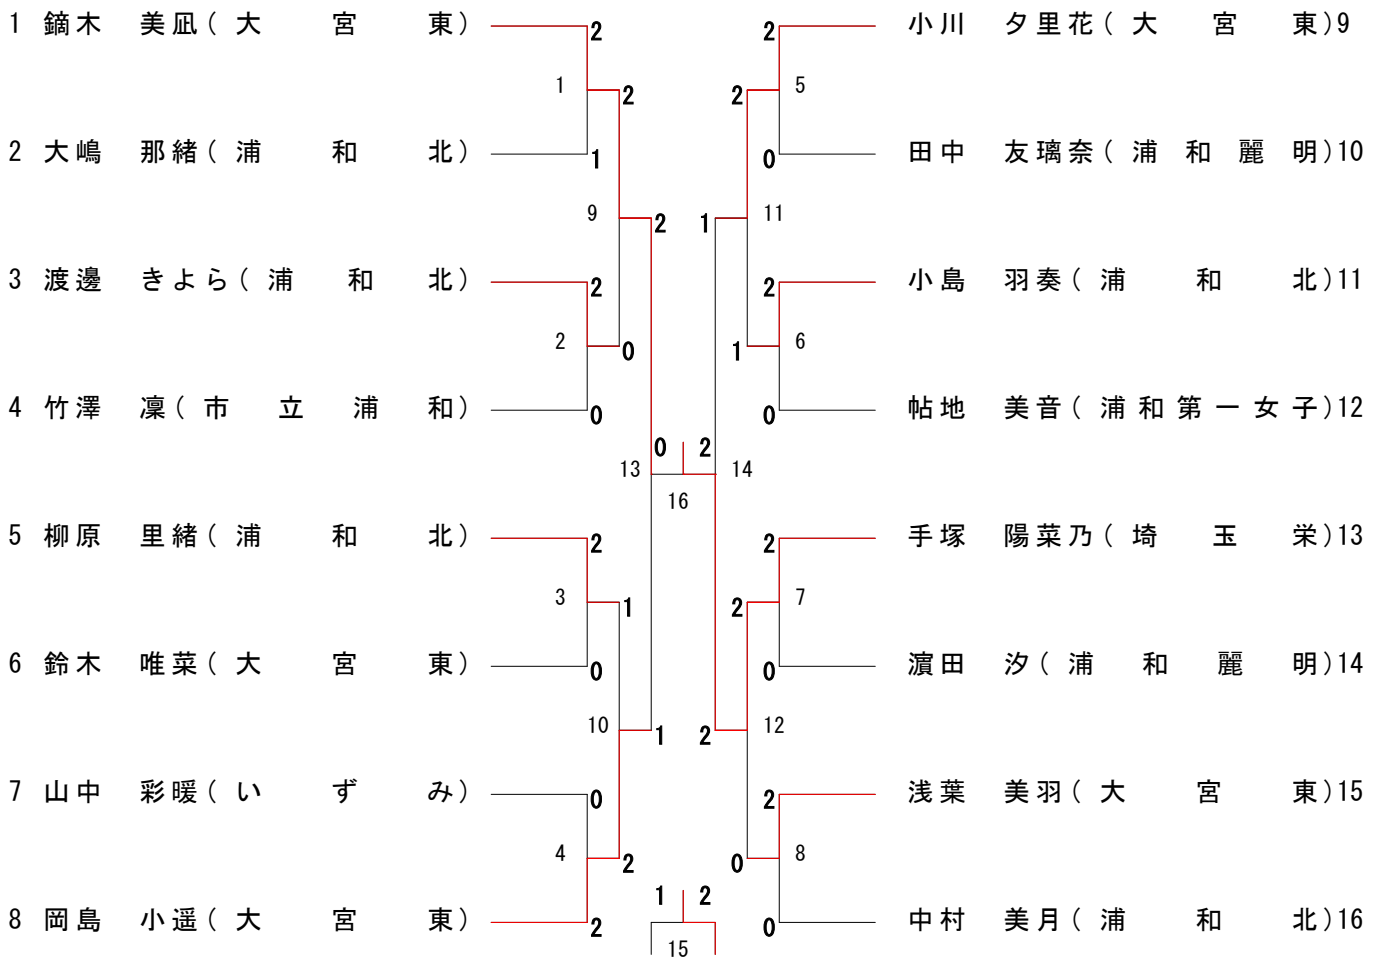 1 鏑木 美凪(大宮東) 2 2 小川 夕里花(大宮東)9
1 2 2 5
2 大嶋 那緒(浦和北) 1 0 田中 友璃奈(浦和麗明)10
9 2 1 11
3 渡邊 きよら(浦和北) 2 2 小島 羽奏(浦和北)11
2 0 1 6
4 竹澤 凜(市立浦和) 0 0 帖地 美音(浦和第一女子)12
0 2
13 16 14
5 柳原 里緒(浦和北) 2 2 手塚 陽菜乃(埼玉栄)13
3 1 2 7
6 鈴木 唯菜(大宮東) 0 0 濵田 汐(浦和麗明)14
10 1 2 12
7 山中 彩暖(いずみ) 0 2 浅葉 美羽(大宮東)15
4 2 0 8
1 2
8 岡島 小遥(大宮東) 2 0 中村 美月(浦和北)16
15